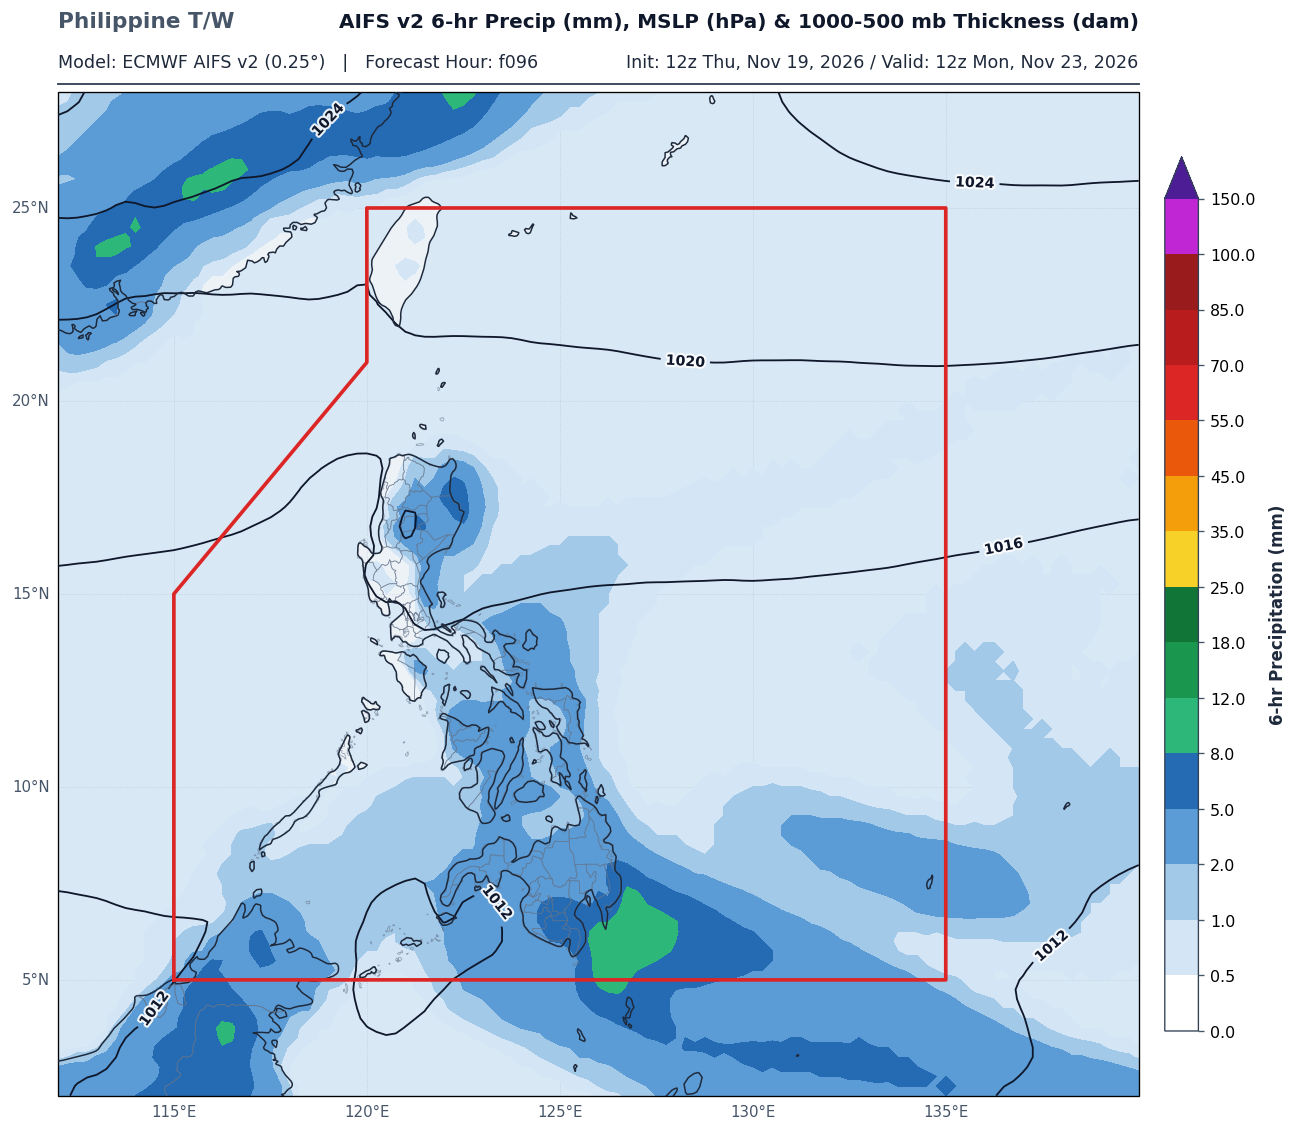 Philippine T/W
AIFS v2 6-hr Precip (mm), MSLP (hPa) & 1000-500 mb Thickness (dam)
Model: ECMWF AIFS v2 (0.25°) | Forecast Hour: f096
Init: 12z Thu, Nov 19, 2026 / Valid: 12z Mon, Nov 23, 2026
1024
1024
1020
1016
1012
1012
1012
25°N
20°N
15°N
10°N
5°N
115°E
120°E
125°E
130°E
135°E
150.0
100.0
85.0
70.0
55.0
45.0
35.0
25.0
18.0
12.0
8.0
5.0
2.0
1.0
0.5
0.0
6-hr Precipitation (mm)